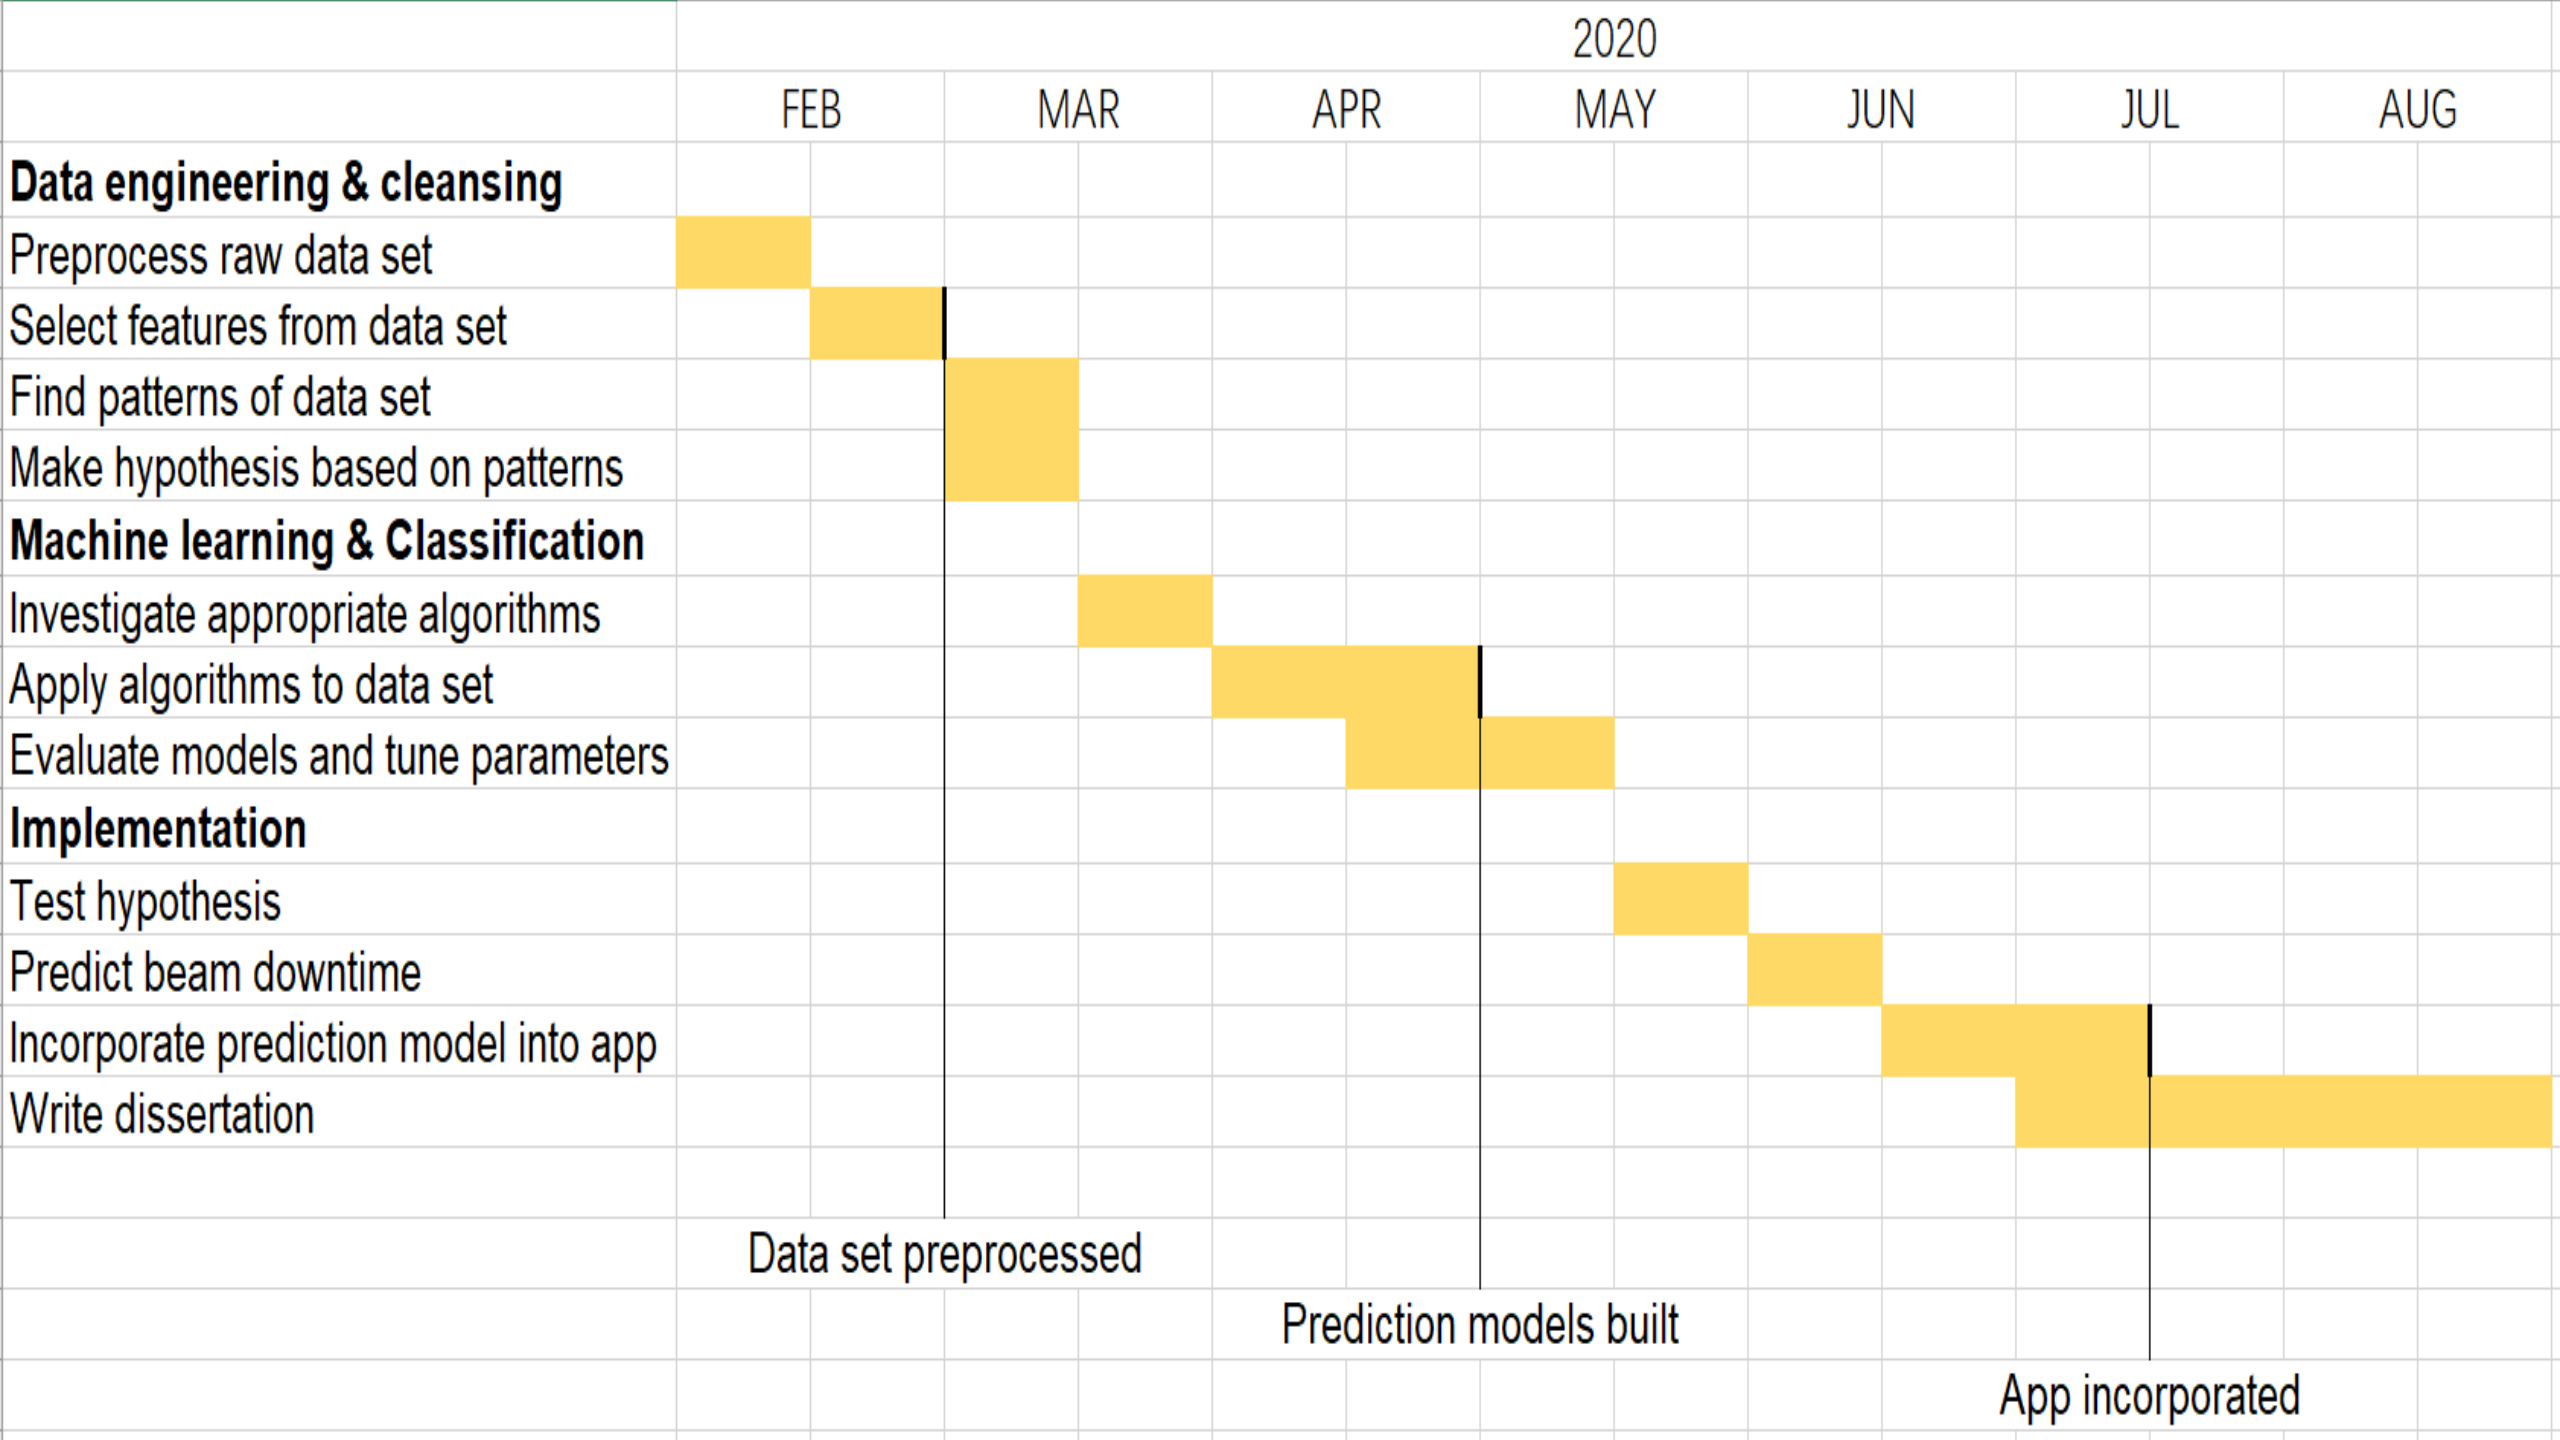 2020
FEB MAR APR MAY JUN JUL AUG
Data engineering & cleansing
Preprocess raw data set
Select features from data set
Find patterns of data set
Make hypothesis based on patterns
Machine learning & Classification
Investigate appropriate algorithms
Apply algorithms to data set
Evaluate models and tune parameters
Implementation
Test hypothesis
Predict beam downtime
Incorporate prediction model into app
Write dissertation
Data set preprocessed
Prediction models built
App incorporated